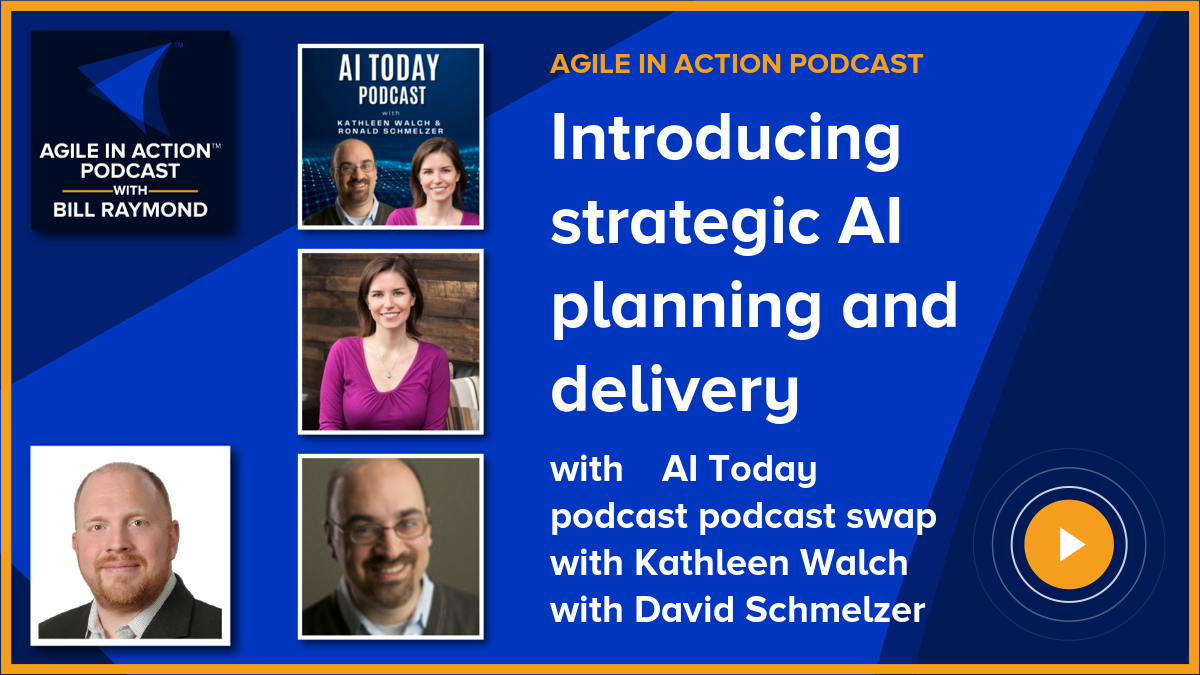 AGILE IN ACTION™
PODCAST
WITH
BILL RAYMOND
AI TODAY
PODCAST
with
KATHLEEN WALCH &
RONALD SCHMELZER
AGILE IN ACTION PODCAST
Introducing
strategic AI
planning and
delivery
with AI Today
podcast podcast swap
with Kathleen Walch
with David Schmelzer